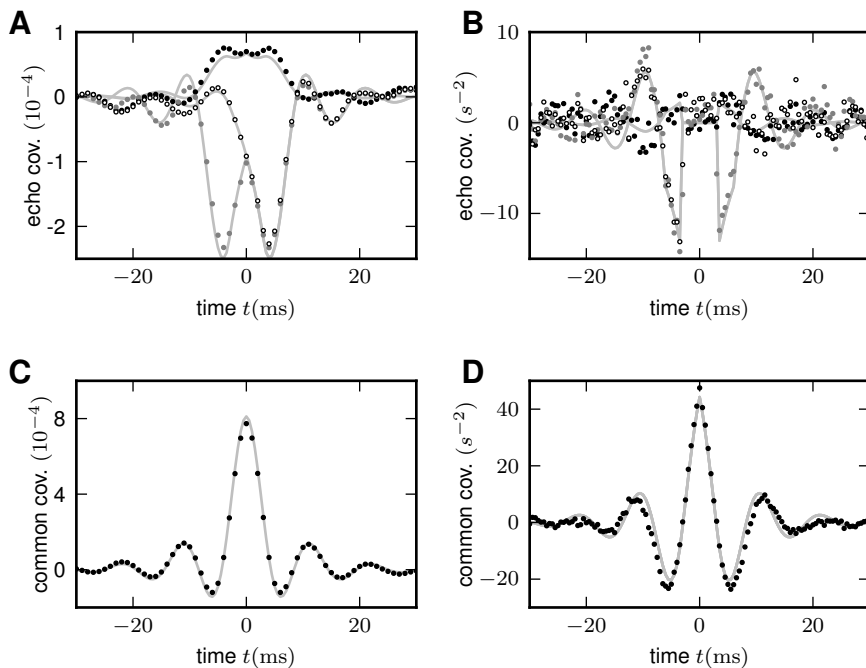 A
1
0
-1
-2
echo cov. (10⁻⁴)
−20
0
20
time t(ms)
B
10
0
−10
echo cov. (s⁻²)
−20
0
20
time t(ms)
C
8
4
0
common cov. (10⁻⁴)
−20
0
20
time t(ms)
D
40
20
0
−20
common cov. (s⁻²)
−20
0
20
time t(ms)